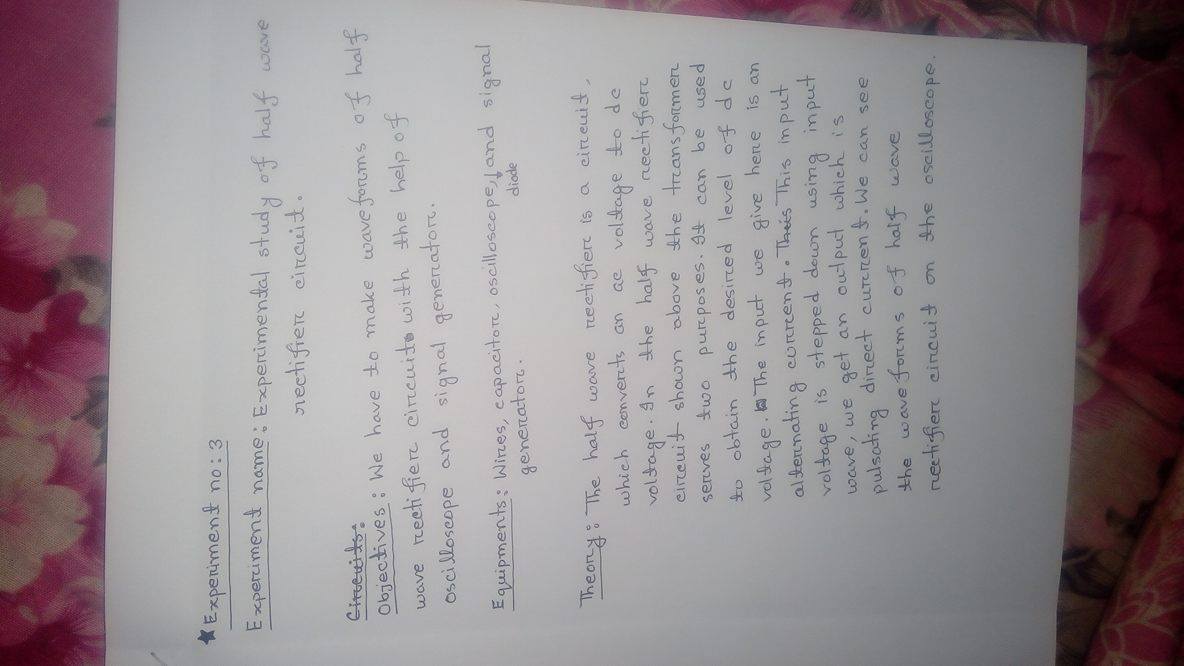 ★ Experiment no: 3
Experiment name: Experimental study of half wave
rectifier circuit.
Circuits:
Objectives: We have to make waveforms of half
wave rectifier circuit with the help of
oscilloscope and signal generator.
Equipments: Wires, capacitor, oscilloscope, ↓ and signal
diode
generator.
Theory: The half wave rectifier is a circuit,
which converts an ac voltage to dc
voltage. In the half wave rectifier
circuit shown above the transformer
serves two purposes. It can be used
to obtain the desired level of dc
voltage. The input we give here is an
alternating current. This This input
voltage is stepped down using input
wave, we get an output which is
pulsating direct current. We can see
the waveforms of half wave
rectifier circuit on the oscilloscope.